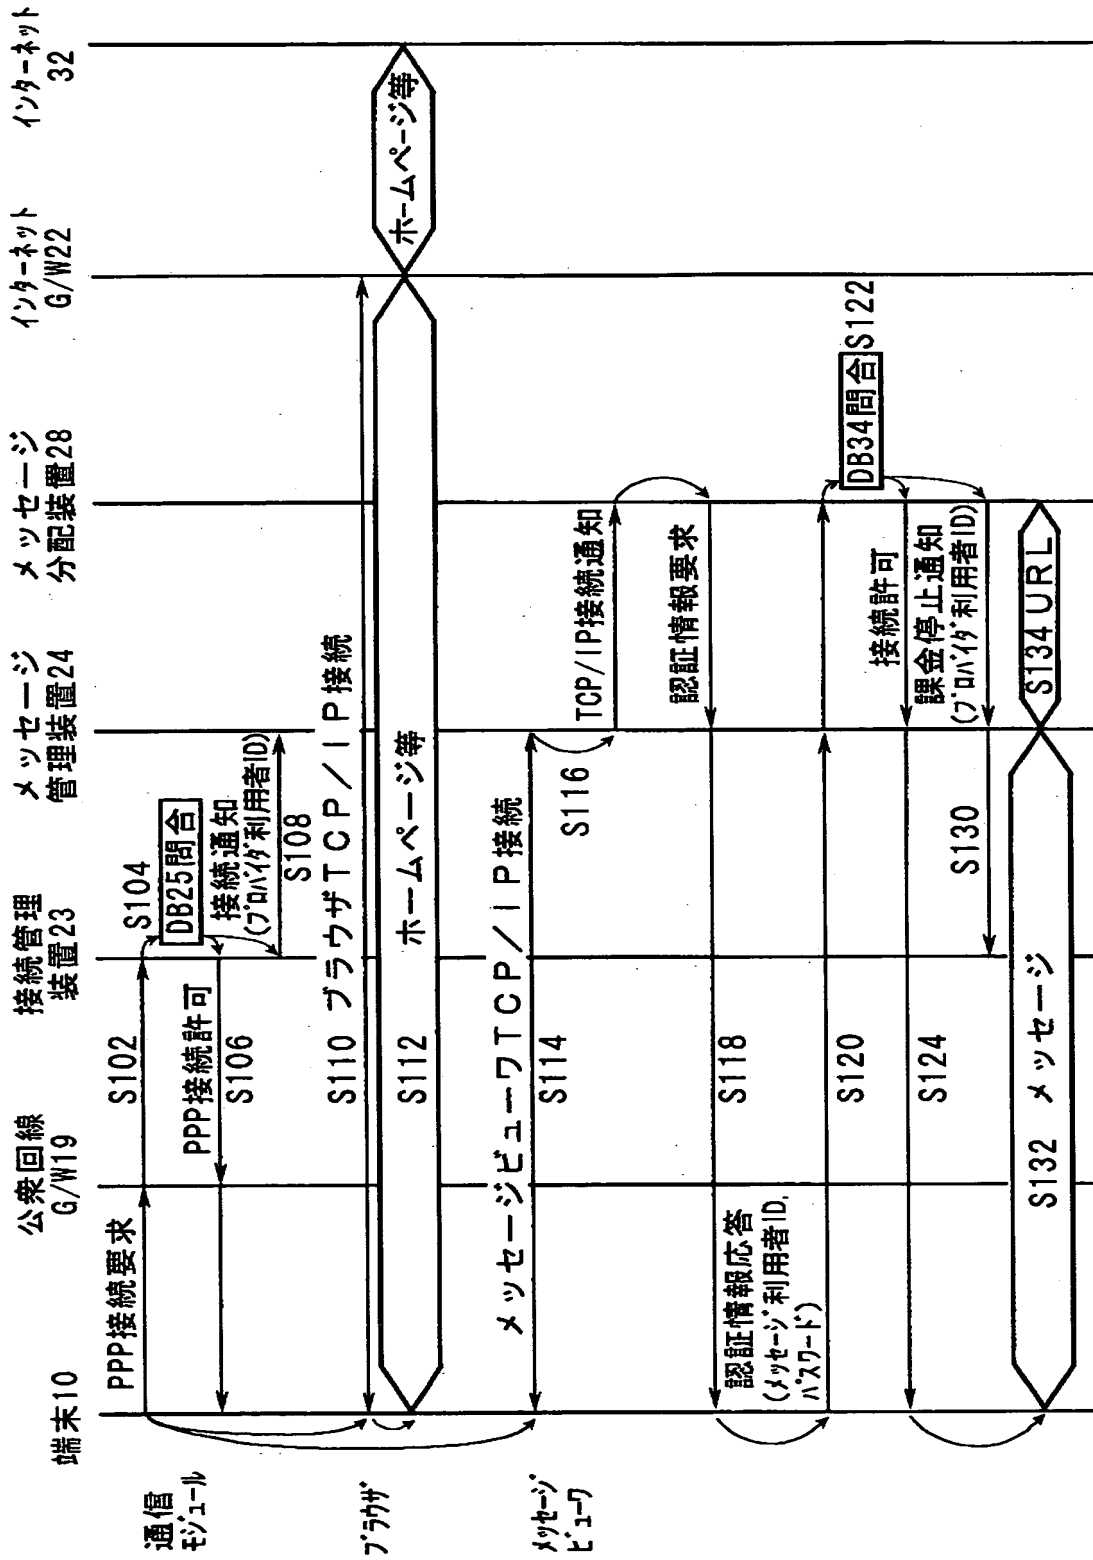 端末10
公衆回線
G/W19
接続管理
装置23
メッセージ
管理装置24
メッセージ
分配装置28
インターネット
G/W22
インターネット
32
通信
モジュール
PPP接続要求
S102
S104
DB25問合
PPP接続許可
S106
接続通知
(プロバイダ利用者ID)
S108
ブラウザ
S110 ブラウザTCP/IP接続
S112
ホームページ等
ホームページ等
メッセージ
ビューワ
メッセージビューワTCP/IP接続
S114
S116
TCP/IP接続通知
認証情報要求
S118
認証情報応答
(メッセージ利用者ID,
パスワード)
S120
DB34問合
S122
接続許可
S124
課金停止通知
(プロバイダ利用者ID)
S130
S132 メッセージ
S134 URL